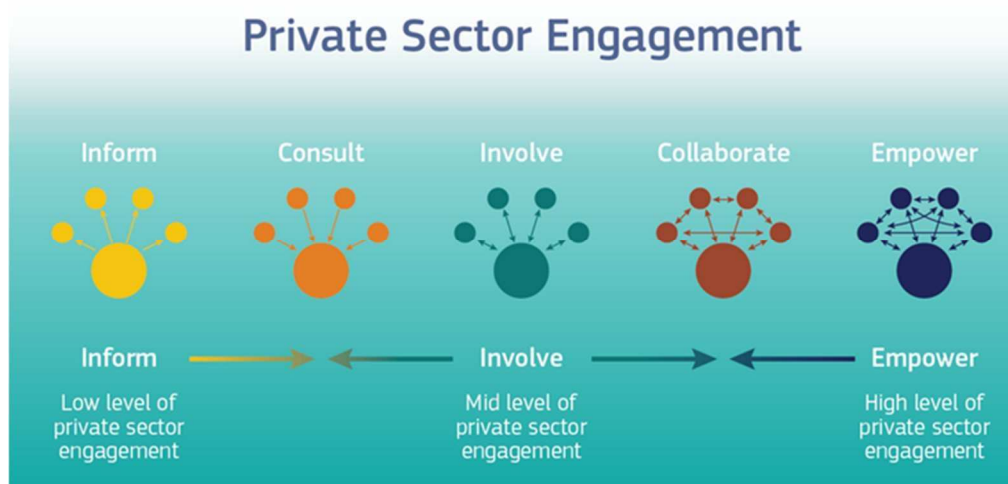 Private Sector Engagement
Inform
Consult
Involve
Collaborate
Empower
Inform
Involve
Empower
Low level of
private sector
engagement
Mid level of
private sector
engagement
High level of
private sector
engagement